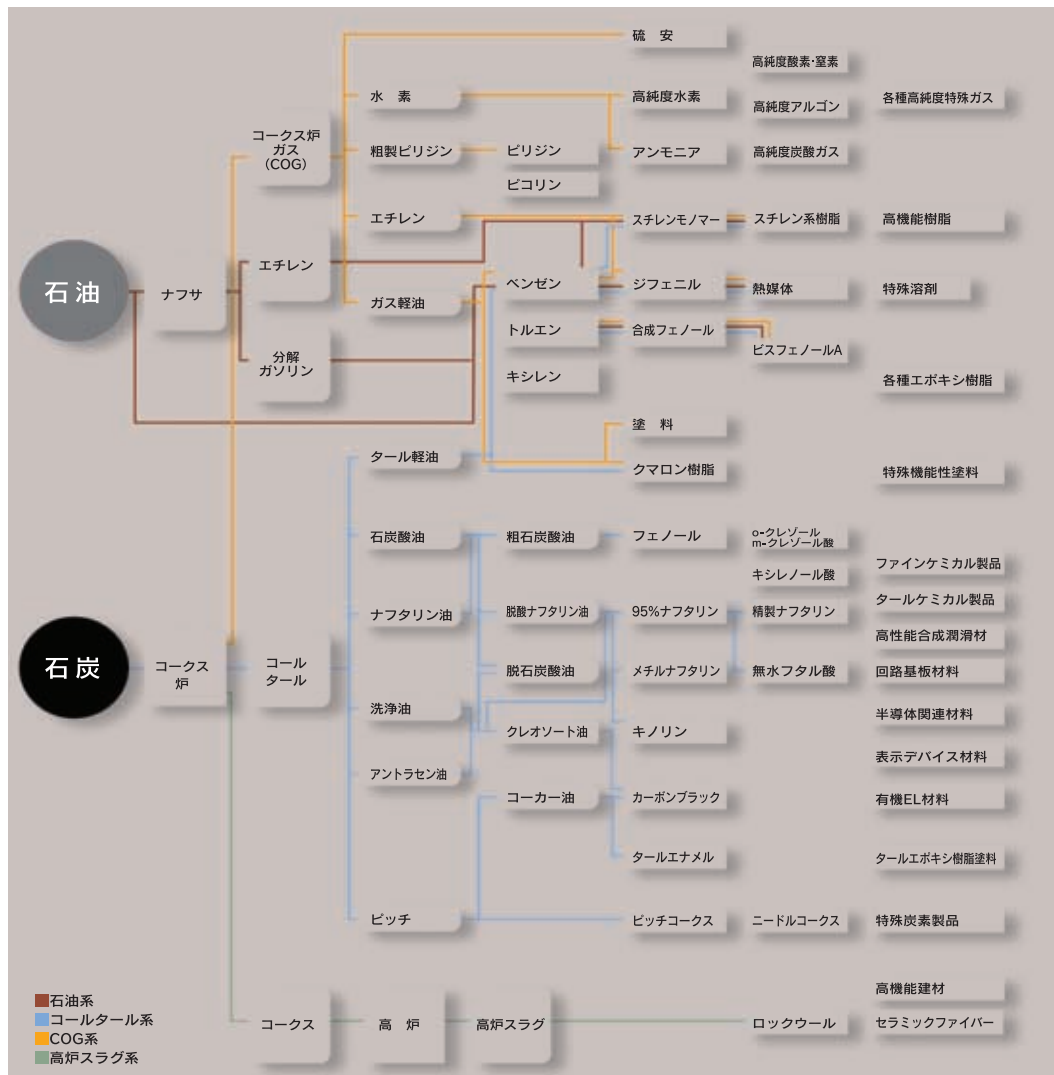 硫 安
高純度酸素・窒素
水 素
高純度水素
高純度アルゴン
各種高純度特殊ガス
コークス炉
ガス
(COG)
粗製ピリジン
ピリジン
アンモニア
高純度炭酸ガス
ピコリン
エチレン
スチレンモノマー
スチレン系樹脂
高機能樹脂
石油
ナフサ
エチレン
ガス軽油
ベンゼン
ジフェニル
熱媒体
特殊溶剤
トルエン
合成フェノール
ビスフェノールA
分解
ガソリン
キシレン
各種エポキシ樹脂
塗 料
タール軽油
クマロン樹脂
特殊機能性塗料
石炭酸油
粗石炭酸油
フェノール
o-クレゾール
m-クレゾール酸
キシレノール酸
ファインケミカル製品
ナフタリン油
脱酸ナフタリン油
95%ナフタリン
精製ナフタリン
タールケミカル製品
高性能合成潤滑材
石炭
コークス
炉
コール
タール
脱石炭酸油
メチルナフタリン
無水フタル酸
回路基板材料
洗浄油
クレオソート油
キノリン
半導体関連材料
表示デバイス材料
アントラセン油
コーカー油
カーボンブラック
有機EL材料
タールエナメル
タールエポキシ樹脂塗料
ピッチ
ピッチコークス
ニードルコークス
特殊炭素製品
高機能建材
石油系
コールタール系
COG系
高炉スラグ系
コークス
高 炉
高炉スラグ
ロックウール
セラミックファイバー